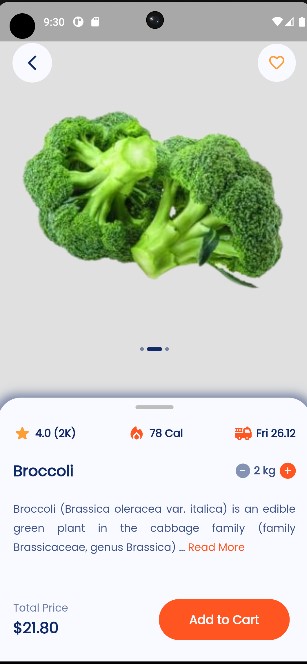 9:30
4.0 (2K) 78 Cal Fri 26.12
Broccoli 2 kg
Broccoli (Brassica oleracea var. italica) is an edible
green plant in the cabbage family (family
Brassicaceae, genus Brassica) ... Read More
Total Price
$21.80
Add to Cart